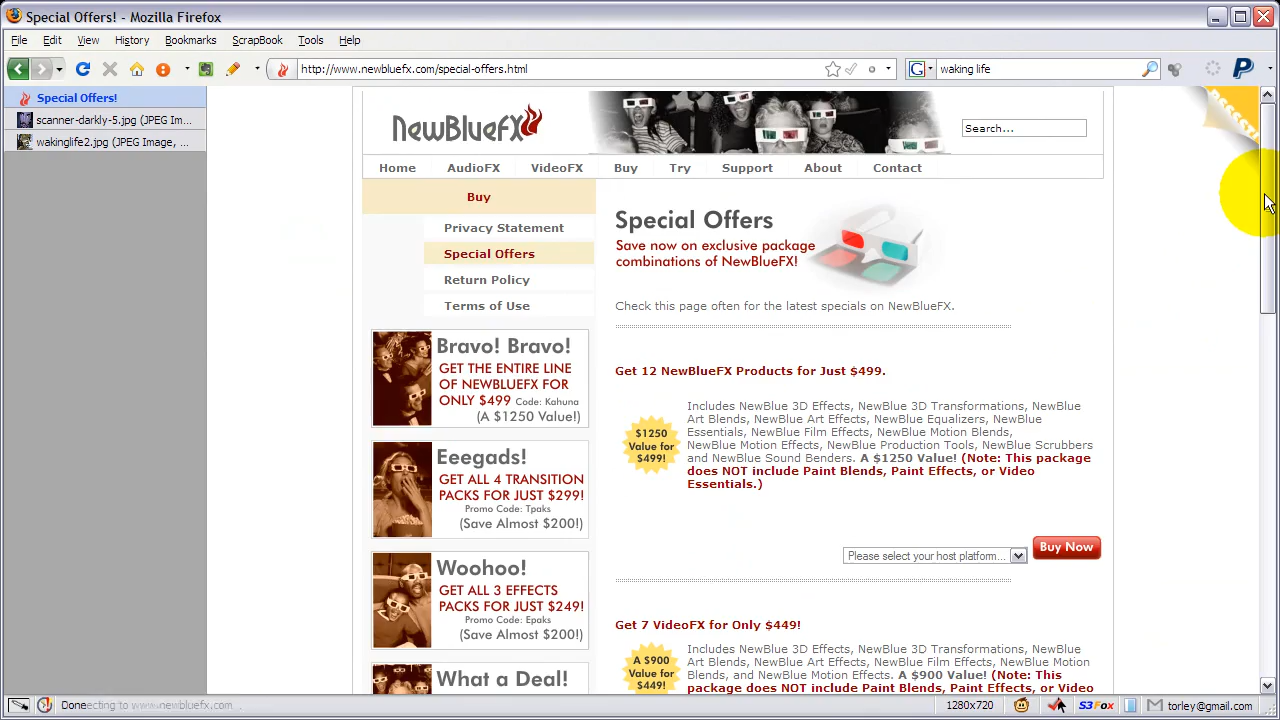 Special Offers! - Mozilla Firefox
File Edit View History Bookmarks ScrapBook Tools Help
http://www.newbluefx.com/special-offers.html
G
waking life
Special Offers!
scanner-darkly-5.jpg (JPEG Im...
wakinglife2.jpg (JPEG Image, ...
NewBlueFX
Search...
Home AudioFX VideoFX Buy Try Support About Contact
Buy
Privacy Statement
Special Offers
Return Policy
Terms of Use
Bravo! Bravo!
GET THE ENTIRE LINE
OF NEWBLUEFX FOR
ONLY $499 Code: Kahuna
(A $1250 Value!)
Eeegads!
GET ALL 4 TRANSITION
PACKS FOR JUST $299!
Promo Code: Tpaks
(Save Almost $200!)
Woohoo!
GET ALL 3 EFFECTS
PACKS FOR JUST $249!
Promo Code: Epaks
(Save Almost $200!)
What a Deal!
Special Offers
Save now on exclusive package
combinations of NewBlueFX!
Check this page often for the latest specials on NewBlueFX.
Get 12 NewBlueFX Products for Just $499.
$1250
Value for
$499!
Includes NewBlue 3D Effects, NewBlue 3D Transformations, NewBlue
Art Blends, NewBlue Art Effects, NewBlue Equalizers, NewBlue
Essentials, NewBlue Film Effects, NewBlue Motion Blends,
NewBlue Motion Effects, NewBlue Production Tools, NewBlue Scrubbers
and NewBlue Sound Benders. A $1250 Value! (Note: This package
does NOT include Paint Blends, Paint Effects, or Video
Essentials.)
Please select your host platform...
Buy Now
Get 7 VideoFX for Only $449!
A $900
Value for
$449!
Includes NewBlue 3D Effects, NewBlue 3D Transformations, NewBlue
Art Blends, NewBlue Art Effects, NewBlue Film Effects, NewBlue Motion
Blends, and NewBlue Motion Effects. A $900 Value! (Note: This
package does NOT include Paint Blends, Paint Effects, or Video
Done
1280x720
S3Fox
torley@gmail.com